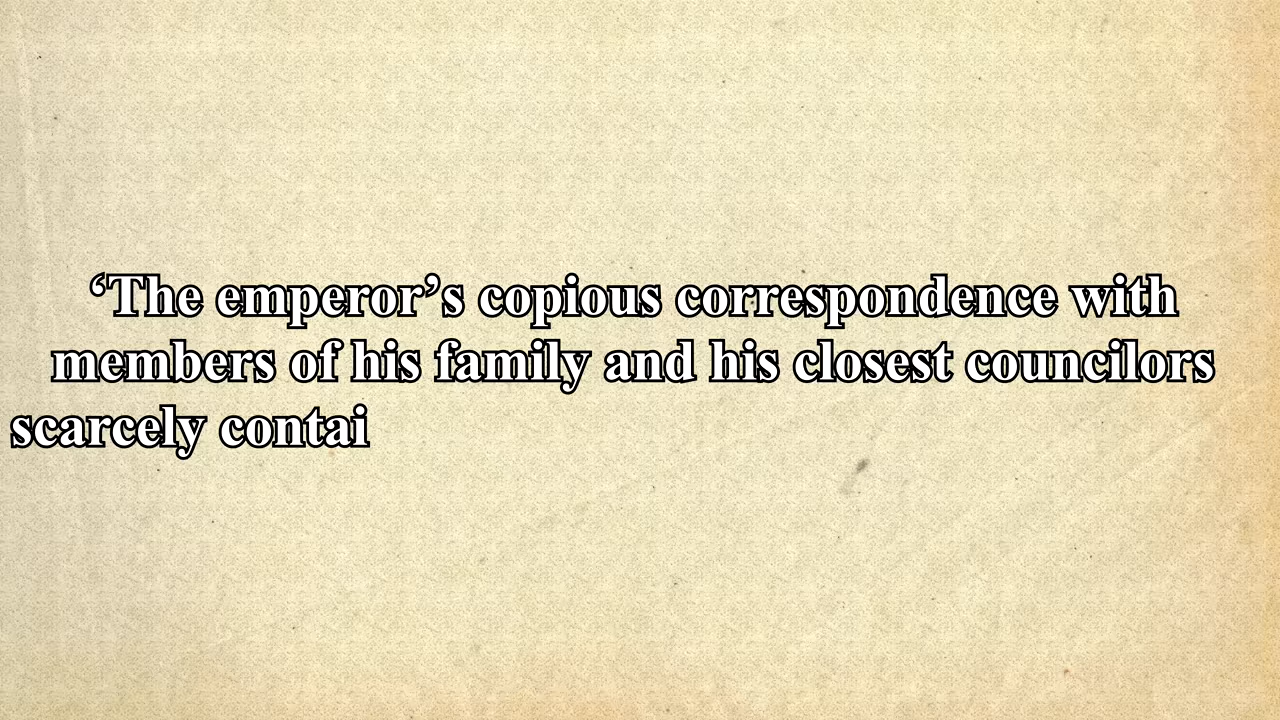 ‘The emperor’s copious correspondence with
members of his family and his closest councilors
scarcely contai